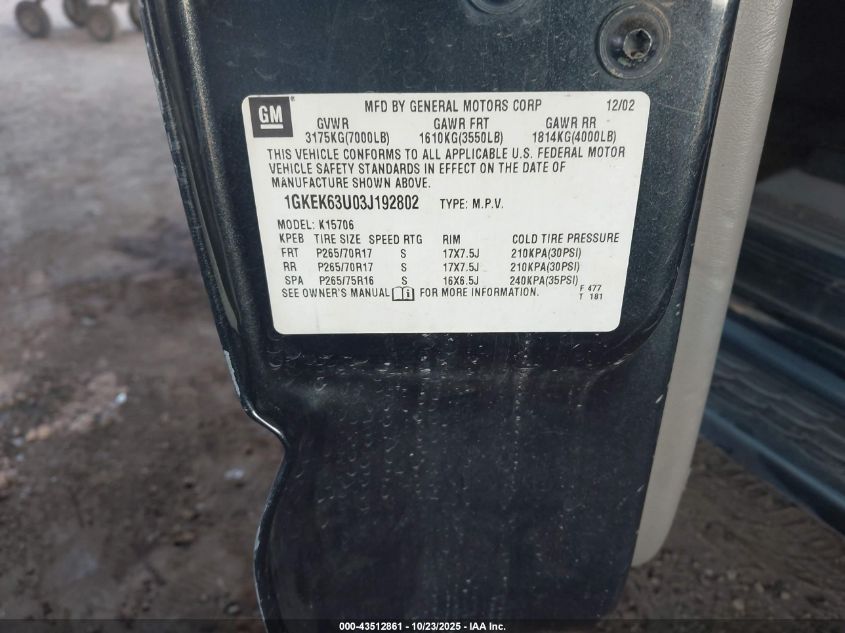 GM
MFD BY GENERAL MOTORS CORP 12/02
GVWR GAWR FRT GAWR RR
3175KG(7000LB) 1610KG(3550LB) 1814KG(4000LB)
THIS VEHICLE CONFORMS TO ALL APPLICABLE U.S. FEDERAL MOTOR
VEHICLE SAFETY STANDARDS IN EFFECT ON THE DATE OF
MANUFACTURE SHOWN ABOVE.
1GKEK63U03J192802 TYPE: M.P.V.
MODEL: K15706
KPEB TIRE SIZE SPEED RTG RIM COLD TIRE PRESSURE
FRT P265/70R17 S 17X7.5J 210KPA(30PSI)
RR P265/70R17 S 17X7.5J 210KPA(30PSI)
SPA P265/75R16 S 16X6.5J 240KPA(35PSI)
SEE OWNER'S MANUAL i FOR MORE INFORMATION.
F 477
T 181
000-43512861 - 10/23/2025 - IAA Inc.